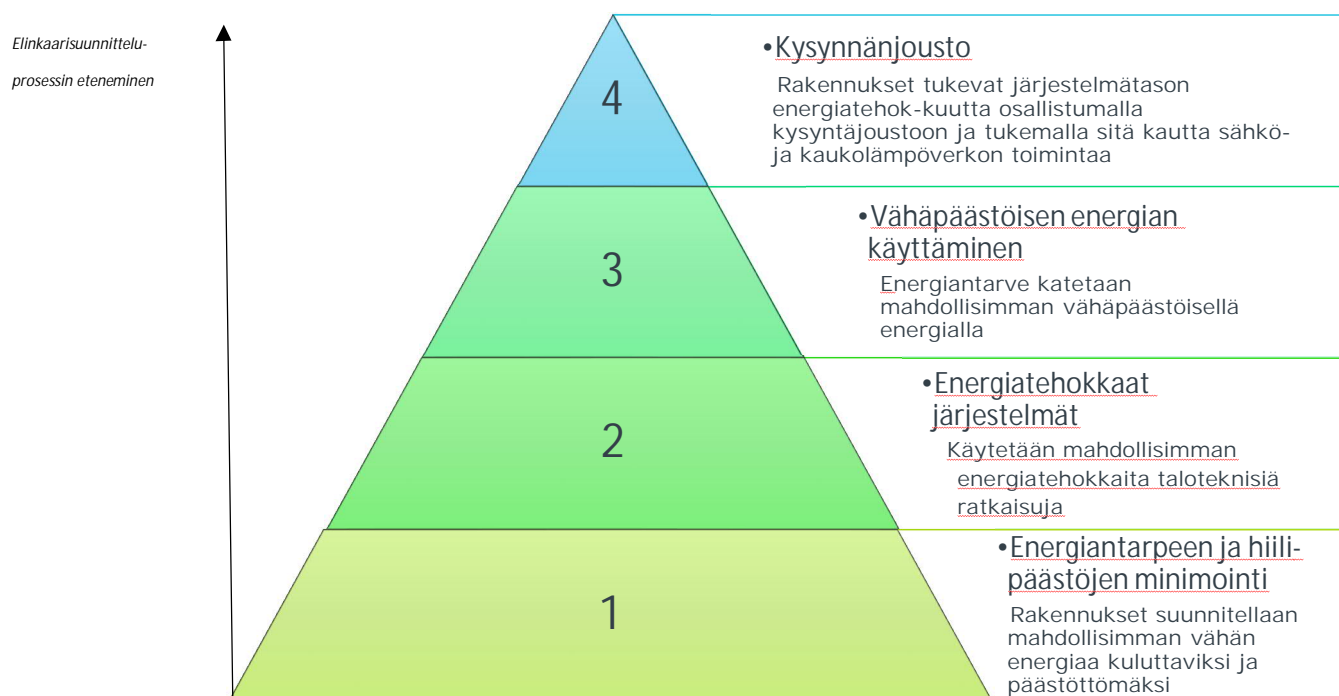 Elinkaarisuunnittelu-
prosessin eteneminen
4
•Kysynnänjousto
Rakennukset tukevat järjestelmätason
energiatehok-kuutta osallistumalla
kysyntäjoustoon ja tukemalla sitä kautta sähkö-
ja kaukolämpöverkon toimintaa
3
•Vähäpäästöisen energian
käyttäminen
Energiantarve katetaan
mahdollisimman vähäpäästöisellä
energialla
2
•Energiatehokkaat
järjestelmät
Käytetään mahdollisimman
energiatehokkaita taloteknisiä
ratkaisuja
1
•Energiantarpeen ja hiili-
päästöjen minimointi
Rakennukset suunnitellaan
mahdollisimman vähän
energiaa kuluttaviksi ja
päästöttömäksi